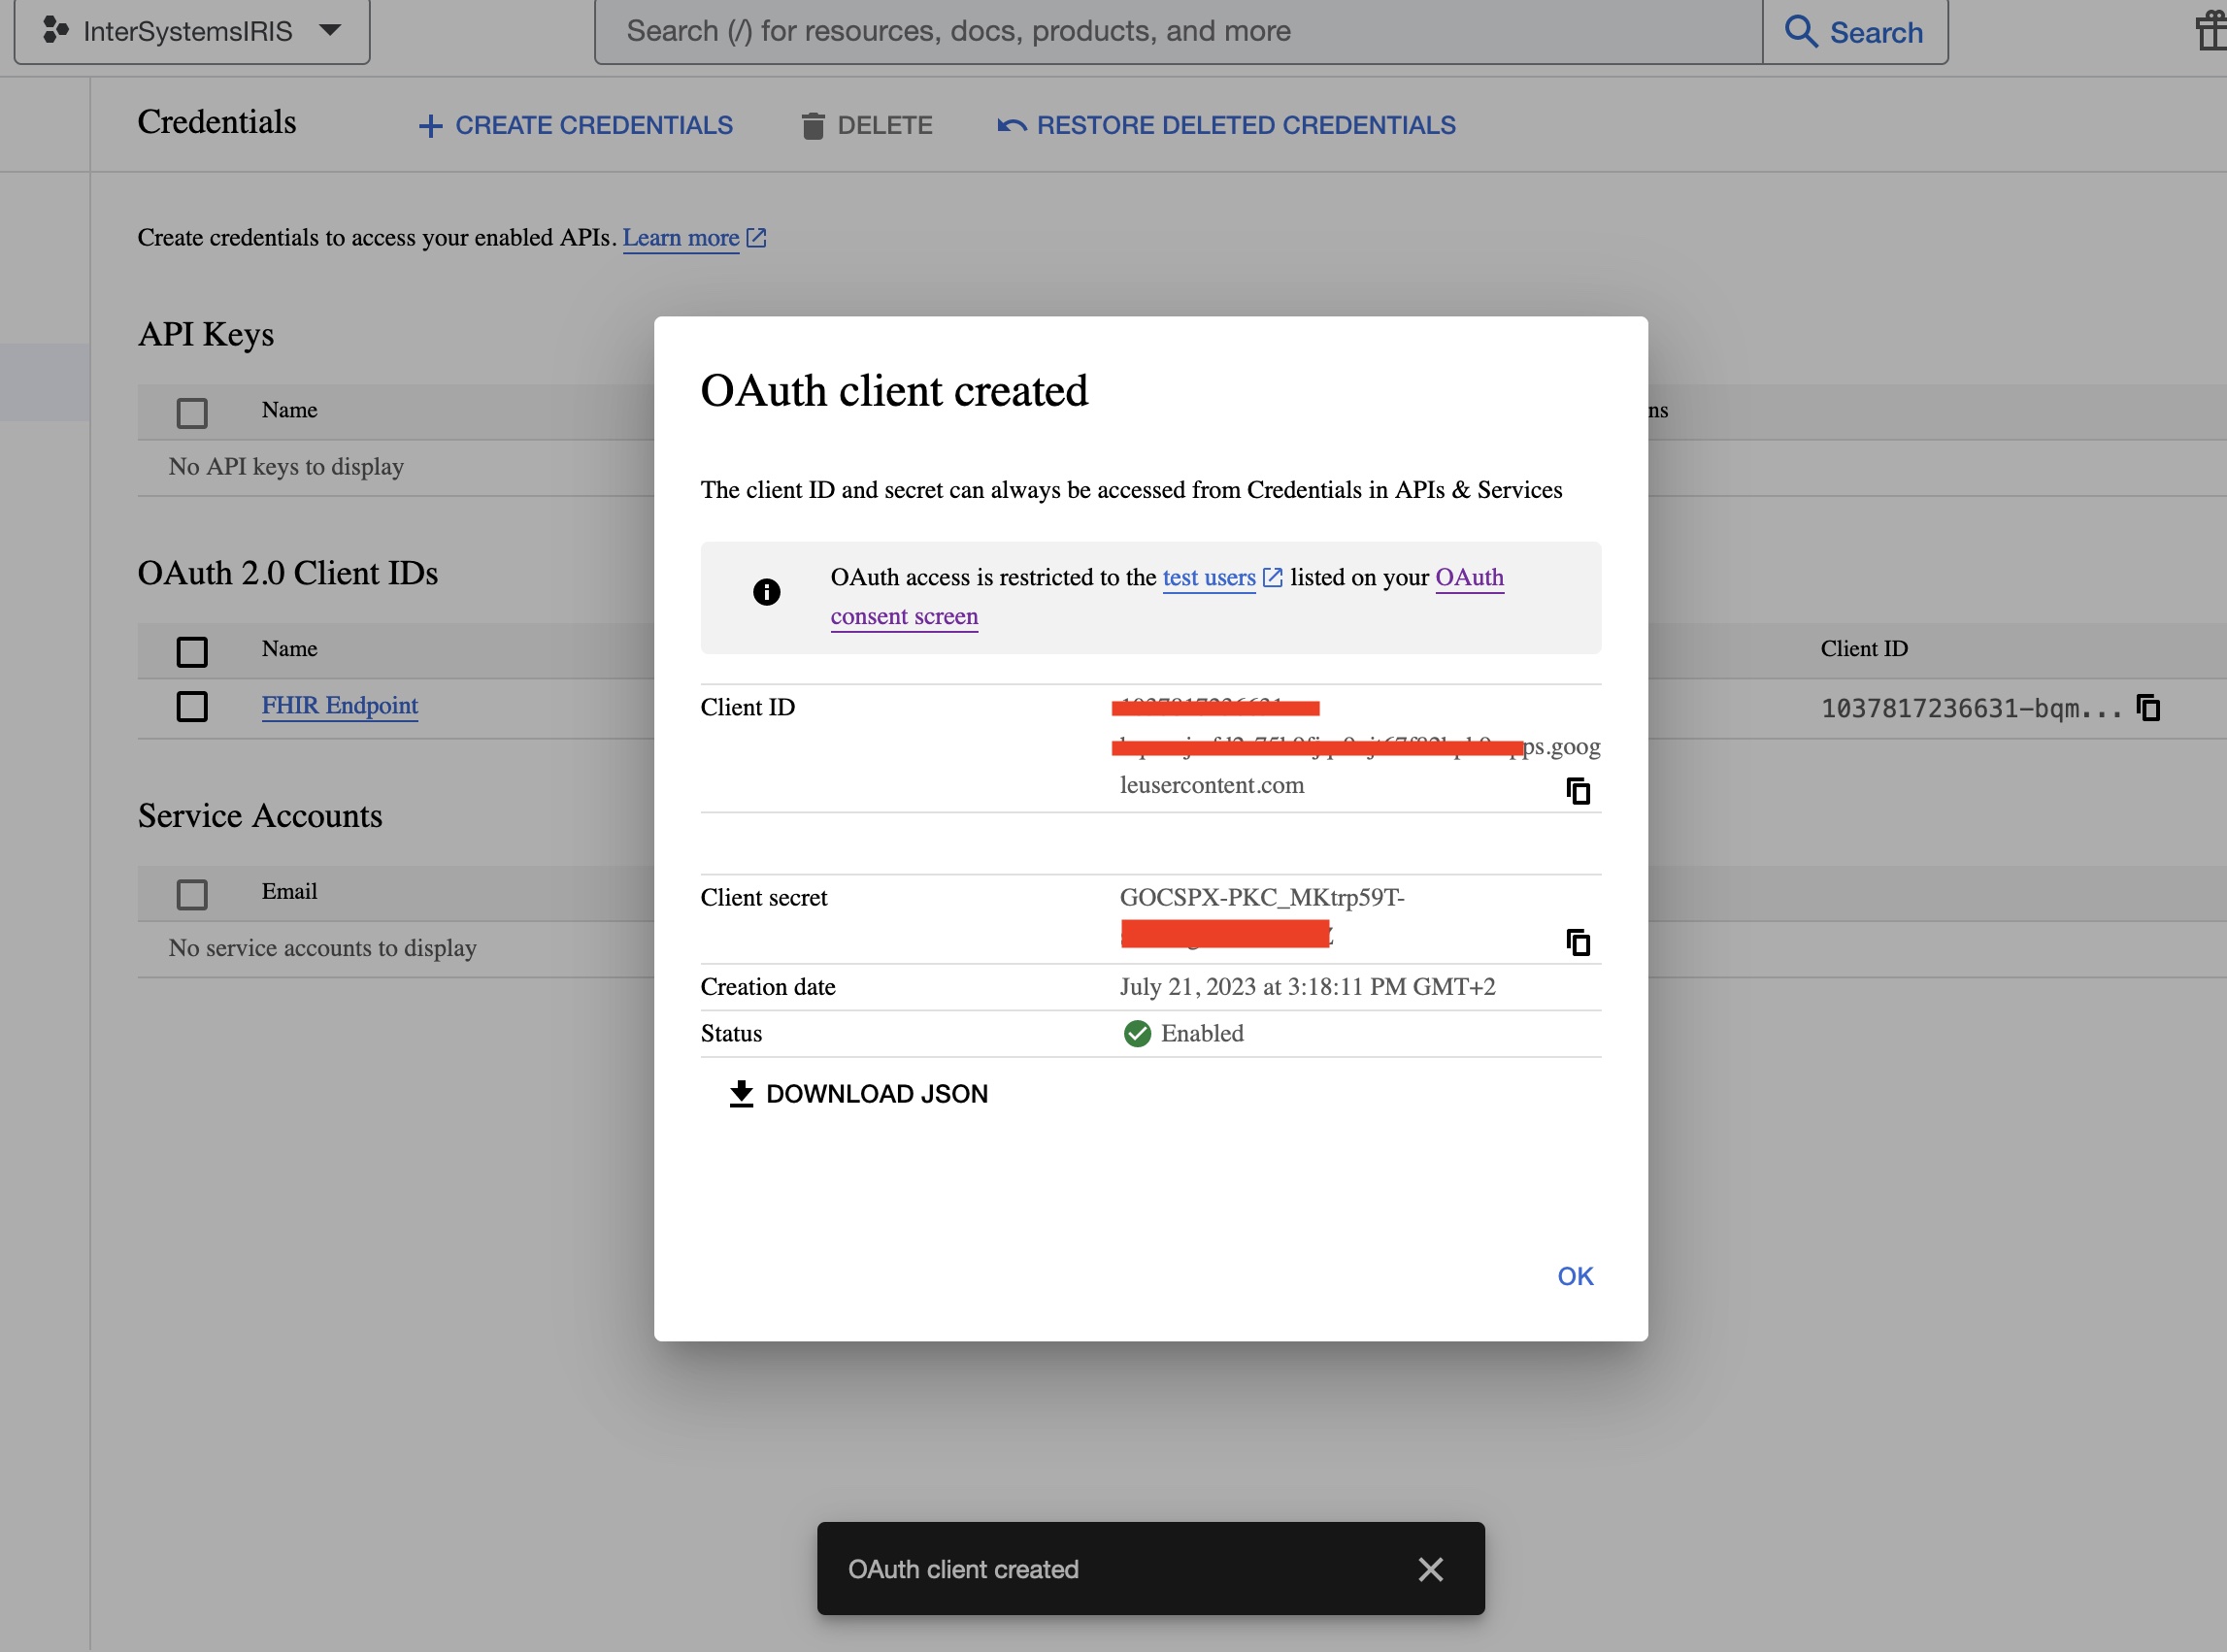 InterSystemsIRIS
Search (/) for resources, docs, products, and more
Search
Credentials
CREATE CREDENTIALS
DELETE
RESTORE DELETED CREDENTIALS
Create credentials to access your enabled APIs. Learn more
API Keys
Name
No API keys to display
OAuth 2.0 Client IDs
Name
Client ID
FHIR Endpoint
1037817236631-bqm...
Service Accounts
Email
No service accounts to display
OAuth client created
The client ID and secret can always be accessed from Credentials in APIs & Services
OAuth access is restricted to the test users listed on your OAuth
consent screen
Client ID
ps.goog
leusercontent.com
Client secret
GOCSPX-PKC_MKtrp59T-
Creation date
July 21, 2023 at 3:18:11 PM GMT+2
Status
Enabled
DOWNLOAD JSON
OK
OAuth client created